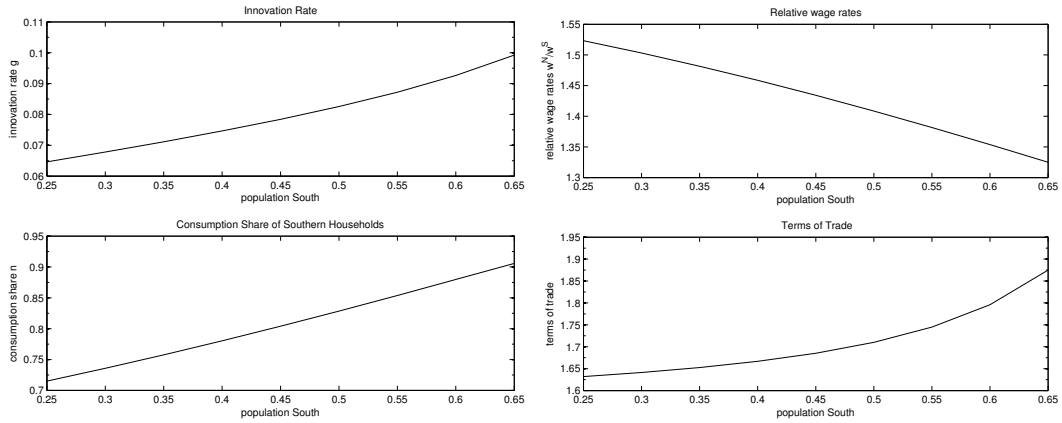 Innovation Rate
0.11
0.1
0.09
0.08
0.07
0.06
innovation rate g
0.25 0.3 0.35 0.4 0.45 0.5 0.55 0.6 0.65
population South
Relative wage rates
1.55
1.5
1.45
1.4
1.35
1.3
relative wage rates w^N/w^S
0.25 0.3 0.35 0.4 0.45 0.5 0.55 0.6 0.65
population South
Consumption Share of Southern Households
0.95
0.9
0.85
0.8
0.75
0.7
consumption share n
0.25 0.3 0.35 0.4 0.45 0.5 0.55 0.6 0.65
population South
Terms of Trade
1.95
1.9
1.85
1.8
1.75
1.7
1.65
1.6
terms of trade
0.25 0.3 0.35 0.4 0.45 0.5 0.55 0.6 0.65
population South